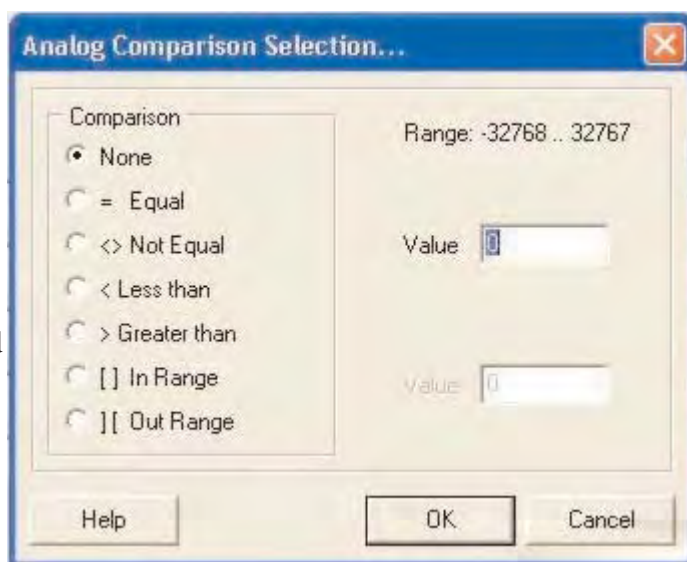 Analog Comparison Selection...
Comparison
None
= Equal
<> Not Equal
< Less than
> Greater than
[ ] In Range
] [ Out Range
Range: -32768 .. 32767
Value 0
Value 0
Help
OK
Cancel